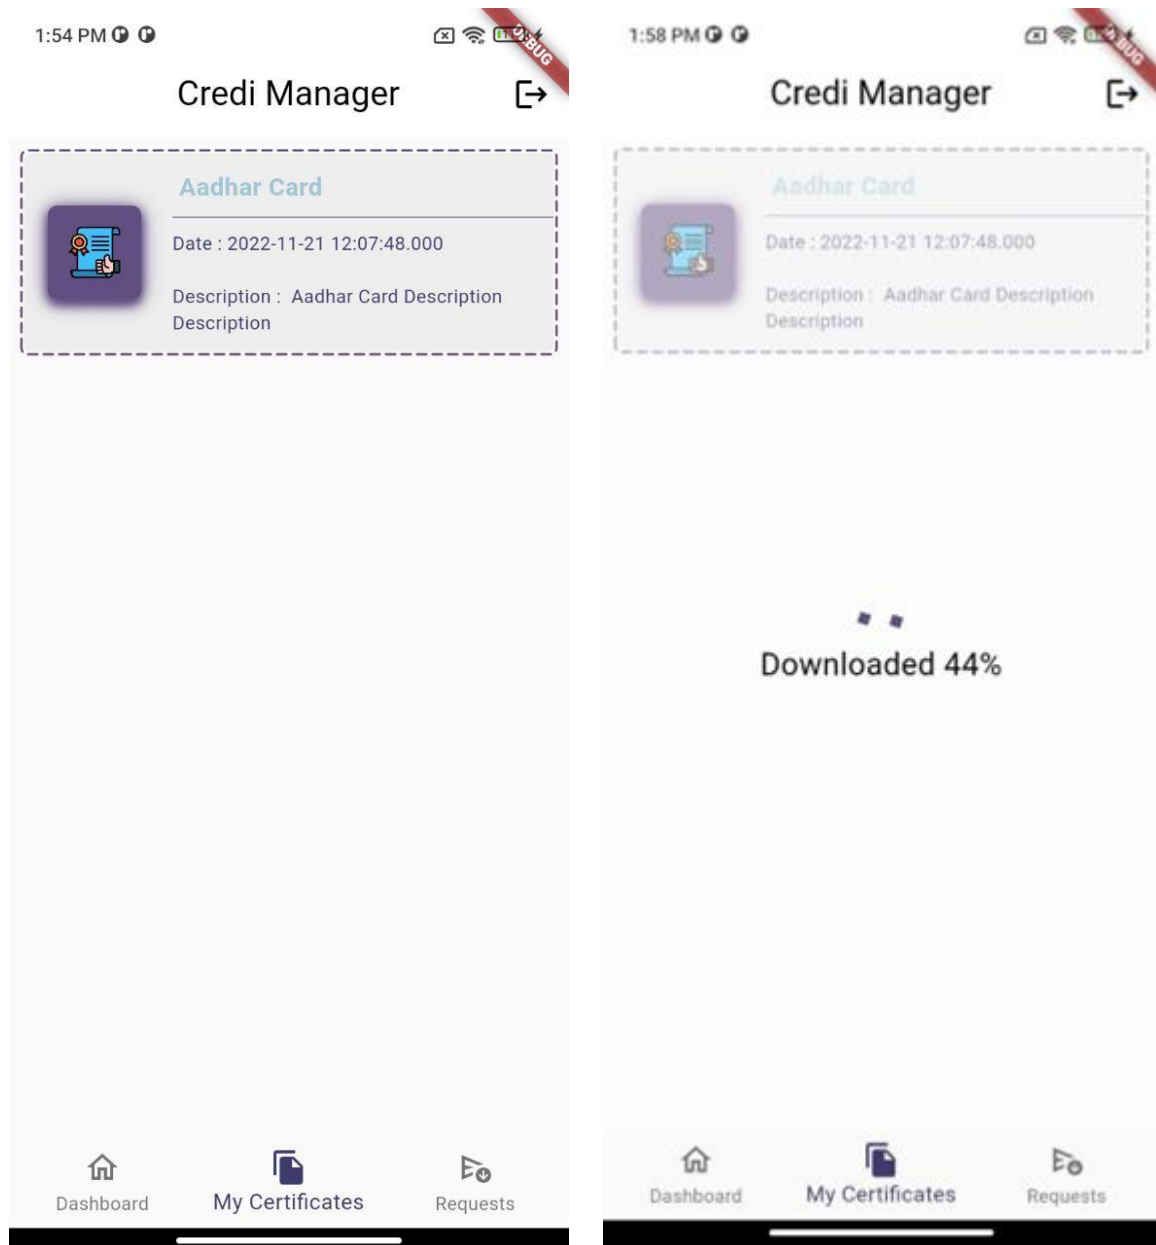 1:54 PM
DEBUG
Credi Manager
Aadhar Card
Date : 2022-11-21 12:07:48.000
Description : Aadhar Card Description
Description
Dashboard
My Certificates
Requests
1:58 PM
Credi Manager
Aadhar Card
Date : 2022-11-21 12:07:48.000
Description : Aadhar Card Description
Description
Downloaded 44%
Dashboard
My Certificates
Requests